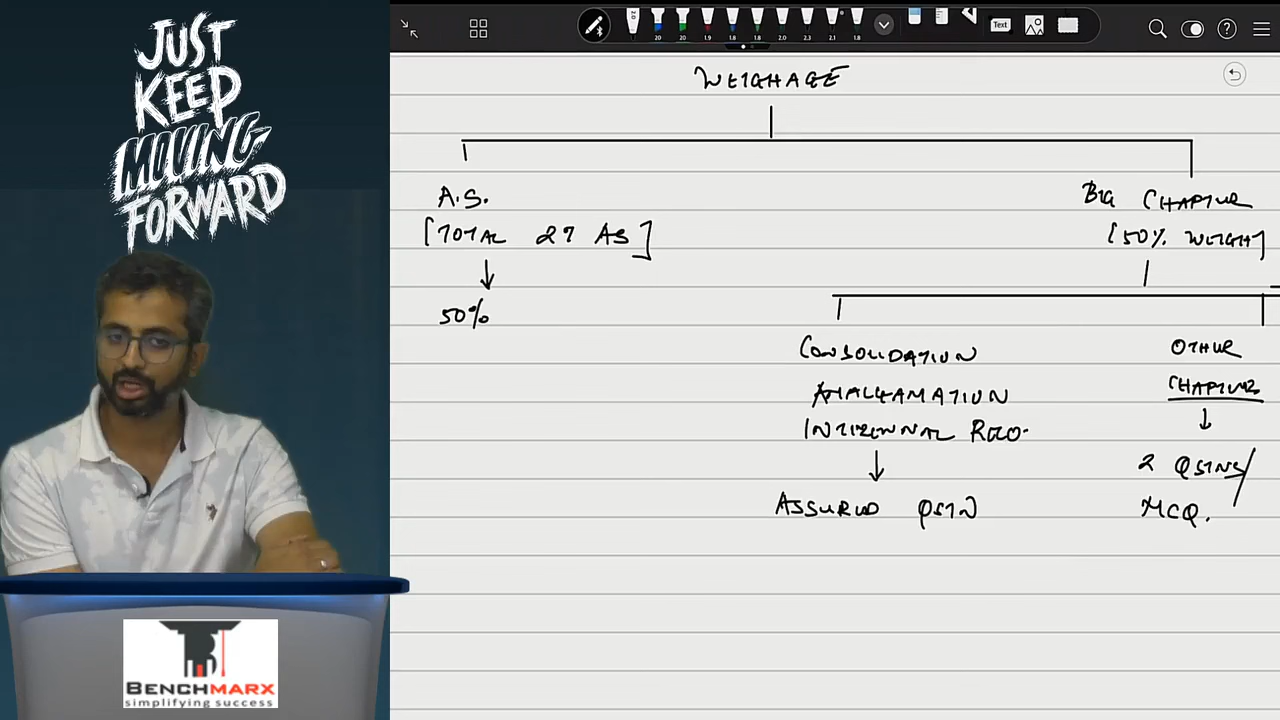 JUST
KEEP
MOVING
FORWARD
BENCHMARX
simplifying success
Text
WEIGHAGE
A.S.
[TOTAL 27 AS]
50%
BIG CHAPTER
[50% WEIGHT]
CONSOLIDATION
AMALGAMATION
INTERNAL RECO.
ASSURED QSTN
OTHER
CHAPTERS
2 QSTNS/
MCQ.